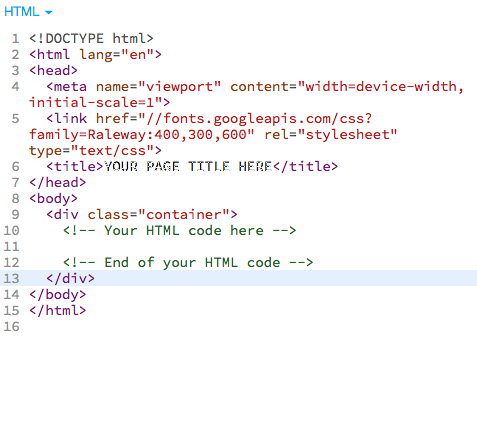 HTML
1 <!DOCTYPE html>
2 <html lang="en">
3 <head>
4 <meta name="viewport" content="width=device-width,
initial-scale=1">
5 <link href="//fonts.googleapis.com/css?
family=Raleway:400,300,600" rel="stylesheet"
type="text/css">
6 <title>YOUR PAGE TITLE HERE</title>
7 </head>
8 <body>
9 <div class="container">
10 <!-- Your HTML code here -->
11
12 <!-- End of your HTML code -->
13 </div>
14 </body>
15 </html>
16